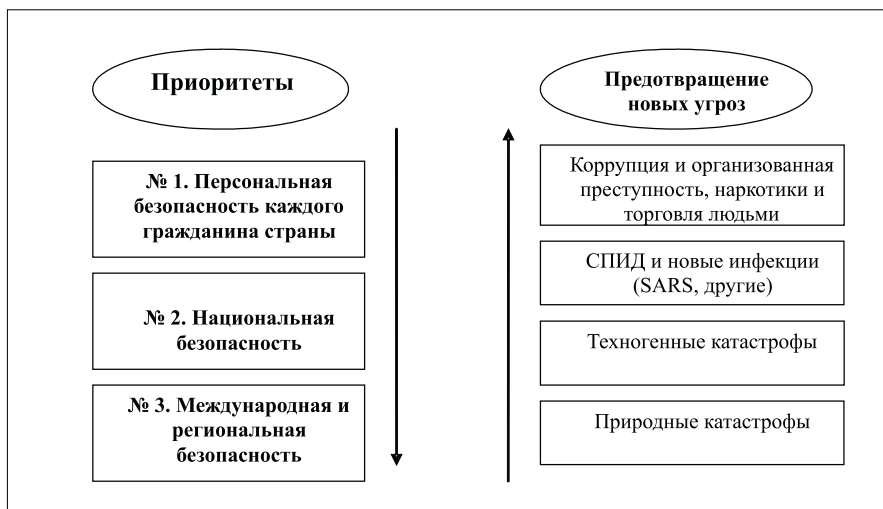 Приоритеты
№ 1. Персональная
безопасность каждого
гражданина страны
№ 2. Национальная
безопасность
№ 3. Международная и
региональная
безопасность
Предотвращение
новых угроз
Коррупция и организованная
преступность, наркотики и
торговля людьми
СПИД и новые инфекции
(SARS, другие)
Техногенные катастрофы
Природные катастрофы